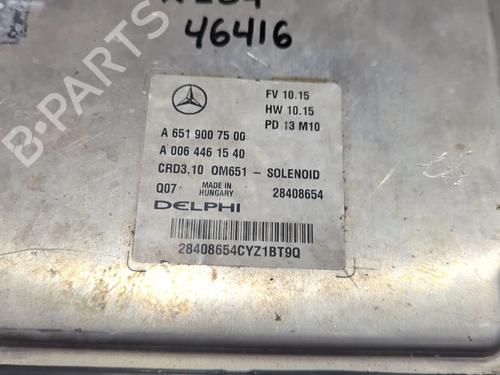 46416
FV 10.15
HW 10.15
PD 13 M10
A 651 900 75 00
A 006 446 15 40
CRD3.10 OM651 - SOLENOID
Q07 MADE IN HUNGARY 28408654
DELPHI
28408654CYZ1BT9Q
B-PARTS